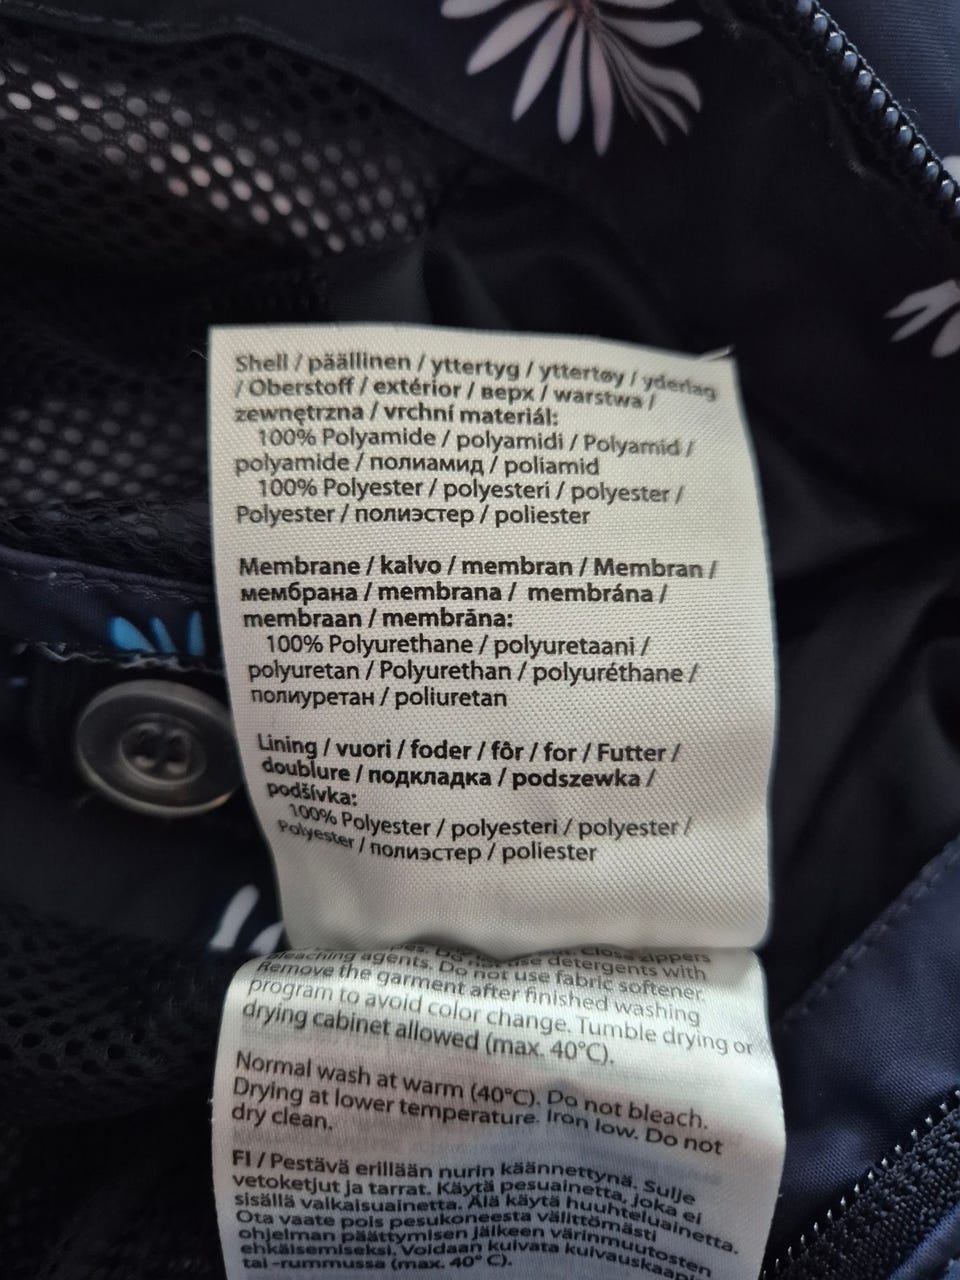 Shell / päällinen / yttertyg / yttertøy / yderlag
/ Oberstoff / extérior / верх / warstwa /
zewnętrzna / vrchní materiál:
100% Polyamide / polyamidi / Polyamid /
polyamide / полиамид / poliamid
100% Polyester / polyesteri / polyester /
Polyester / полиэстер / poliester
Membrane / kalvo / membran / Membran /
мембрана / membrana / membrána /
membraan / membrāna:
100% Polyurethane / polyuretaani /
polyuretan / Polyurethan / polyuréthane /
полиуретан / poliuretan
Lining / vuori / foder / fôr / for / Futter /
doublure / подкладка / podszewka /
podšívka:
100% Polyester / polyesteri / polyester /
Polyester / полиэстер / poliester
Close zippers
bleaching agents. Do not use detergents with
fabric softener.
Remove the garment after finished washing
program to avoid color change. Tumble drying or
drying cabinet allowed (max. 40°C).
Normal wash at warm (40°C). Do not bleach.
Drying at lower temperature. Iron low. Do not
dry clean.
FI / Pestävä erillään nurin käännettynä. Sulje
vetoketjut ja tarrat. Käytä pesuainetta, joka ei
sisällä valkaisuainetta. Älä käytä huuhteluainetta.
Ota vaate pois pesukoneesta välittömästi
ohjelman päättymisen jälkeen värinmuutosten
ehkäisemiseksi. Voidaan kuivata kuivauskaapi
tai -rummussa (max. 40° C).